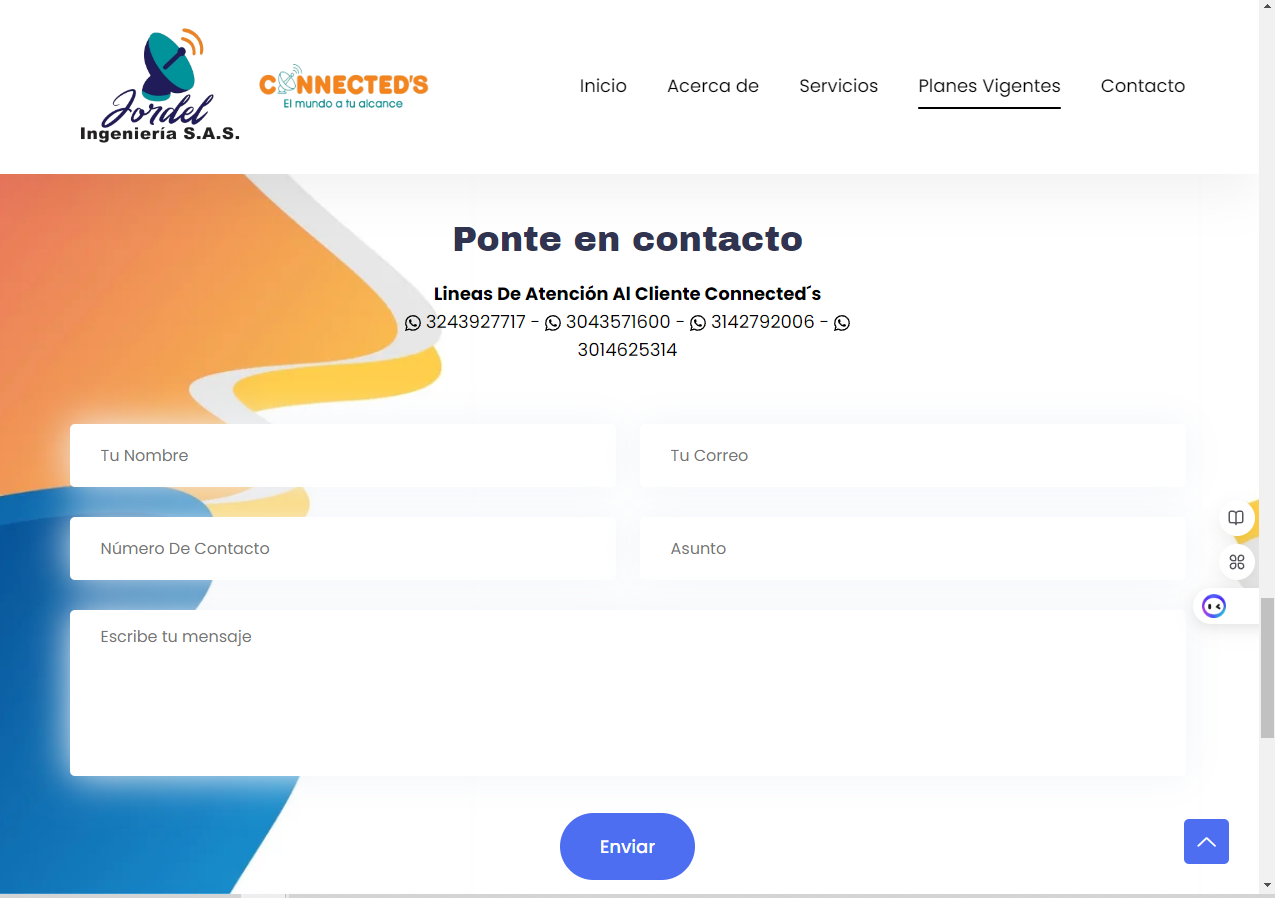 Jordel
Ingeniería S.A.S.
CONNECTED'S
El mundo a tu alcance
Inicio
Acerca de
Servicios
Planes Vigentes
Contacto
Ponte en contacto
Lineas De Atención Al Cliente Connected´s
3243927717 - 3043571600 - 3142792006 -
3014625314
Tu Nombre
Tu Correo
Número De Contacto
Asunto
Escribe tu mensaje
Enviar